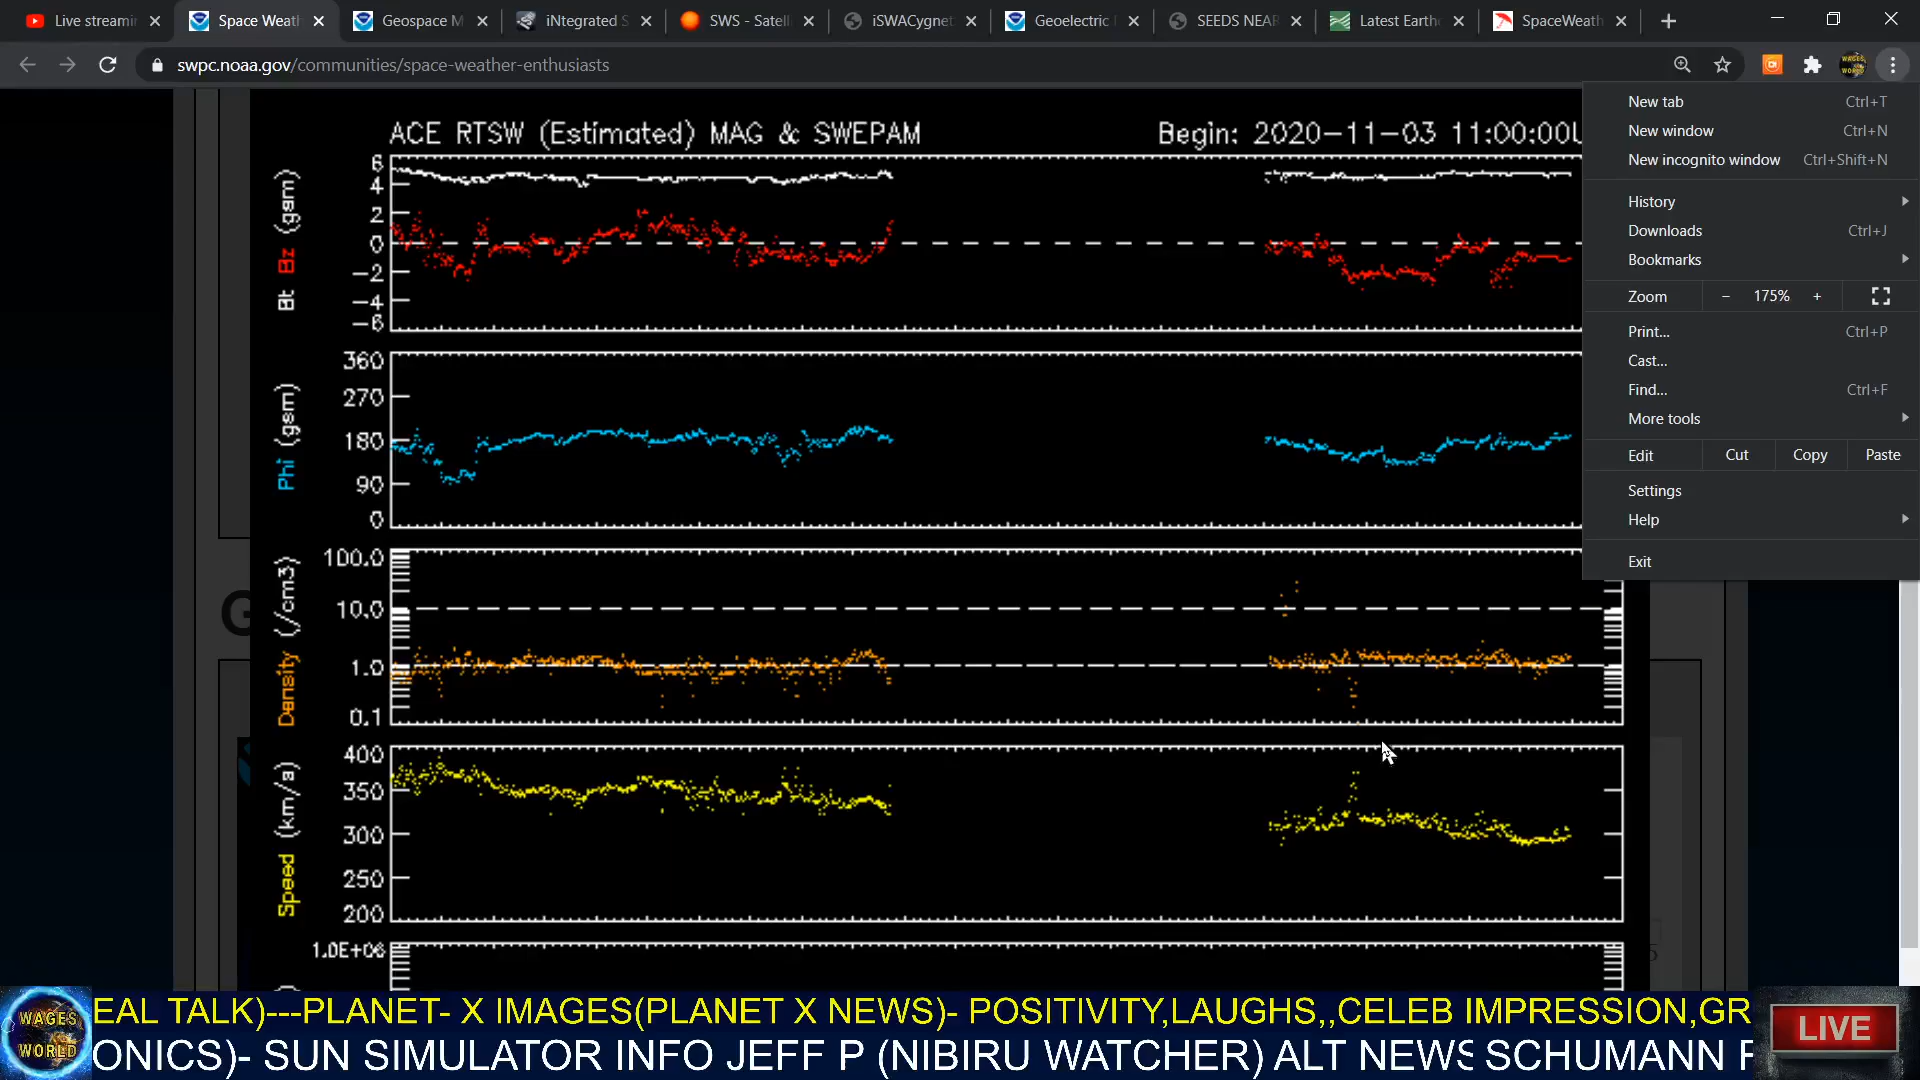 Live streamin
Space Weath
Geospace M
iNtegrated S
SWS - Satelli
iSWACygnet
Geoelectric
SEEDS NEAR
Latest Earth
SpaceWeath
swpc.noaa.gov/communities/space-weather-enthusiasts
WAGES WORLD
New tab Ctrl+T
New window Ctrl+N
New incognito window Ctrl+Shift+N
History
Downloads Ctrl+J
Bookmarks
Zoom - 175% +
Print... Ctrl+P
Cast...
Find... Ctrl+F
More tools
Edit Cut Copy Paste
Settings
Help
Exit
ACE RTSW (Estimated) MAG & SWEPAM Begin: 2020-11-03 11:00:00U
Bt Bz (gsm)
6
4
2
0
-2
-4
-6
Phi (gsm)
360
270
180
90
0
Density (/cm3)
100.0
10.0
1.0
0.1
Speed (km/s)
400
350
300
250
200
1.0E+06
G
WAGES WORLD
EAL TALK)---PLANET- X IMAGES(PLANET X NEWS)- POSITIVITY,LAUGHS,,CELEB IMPRESSION,GR
ONICS)- SUN SIMULATOR INFO JEFF P (NIBIRU WATCHER) ALT NEWS SCHUMANN F
LIVE